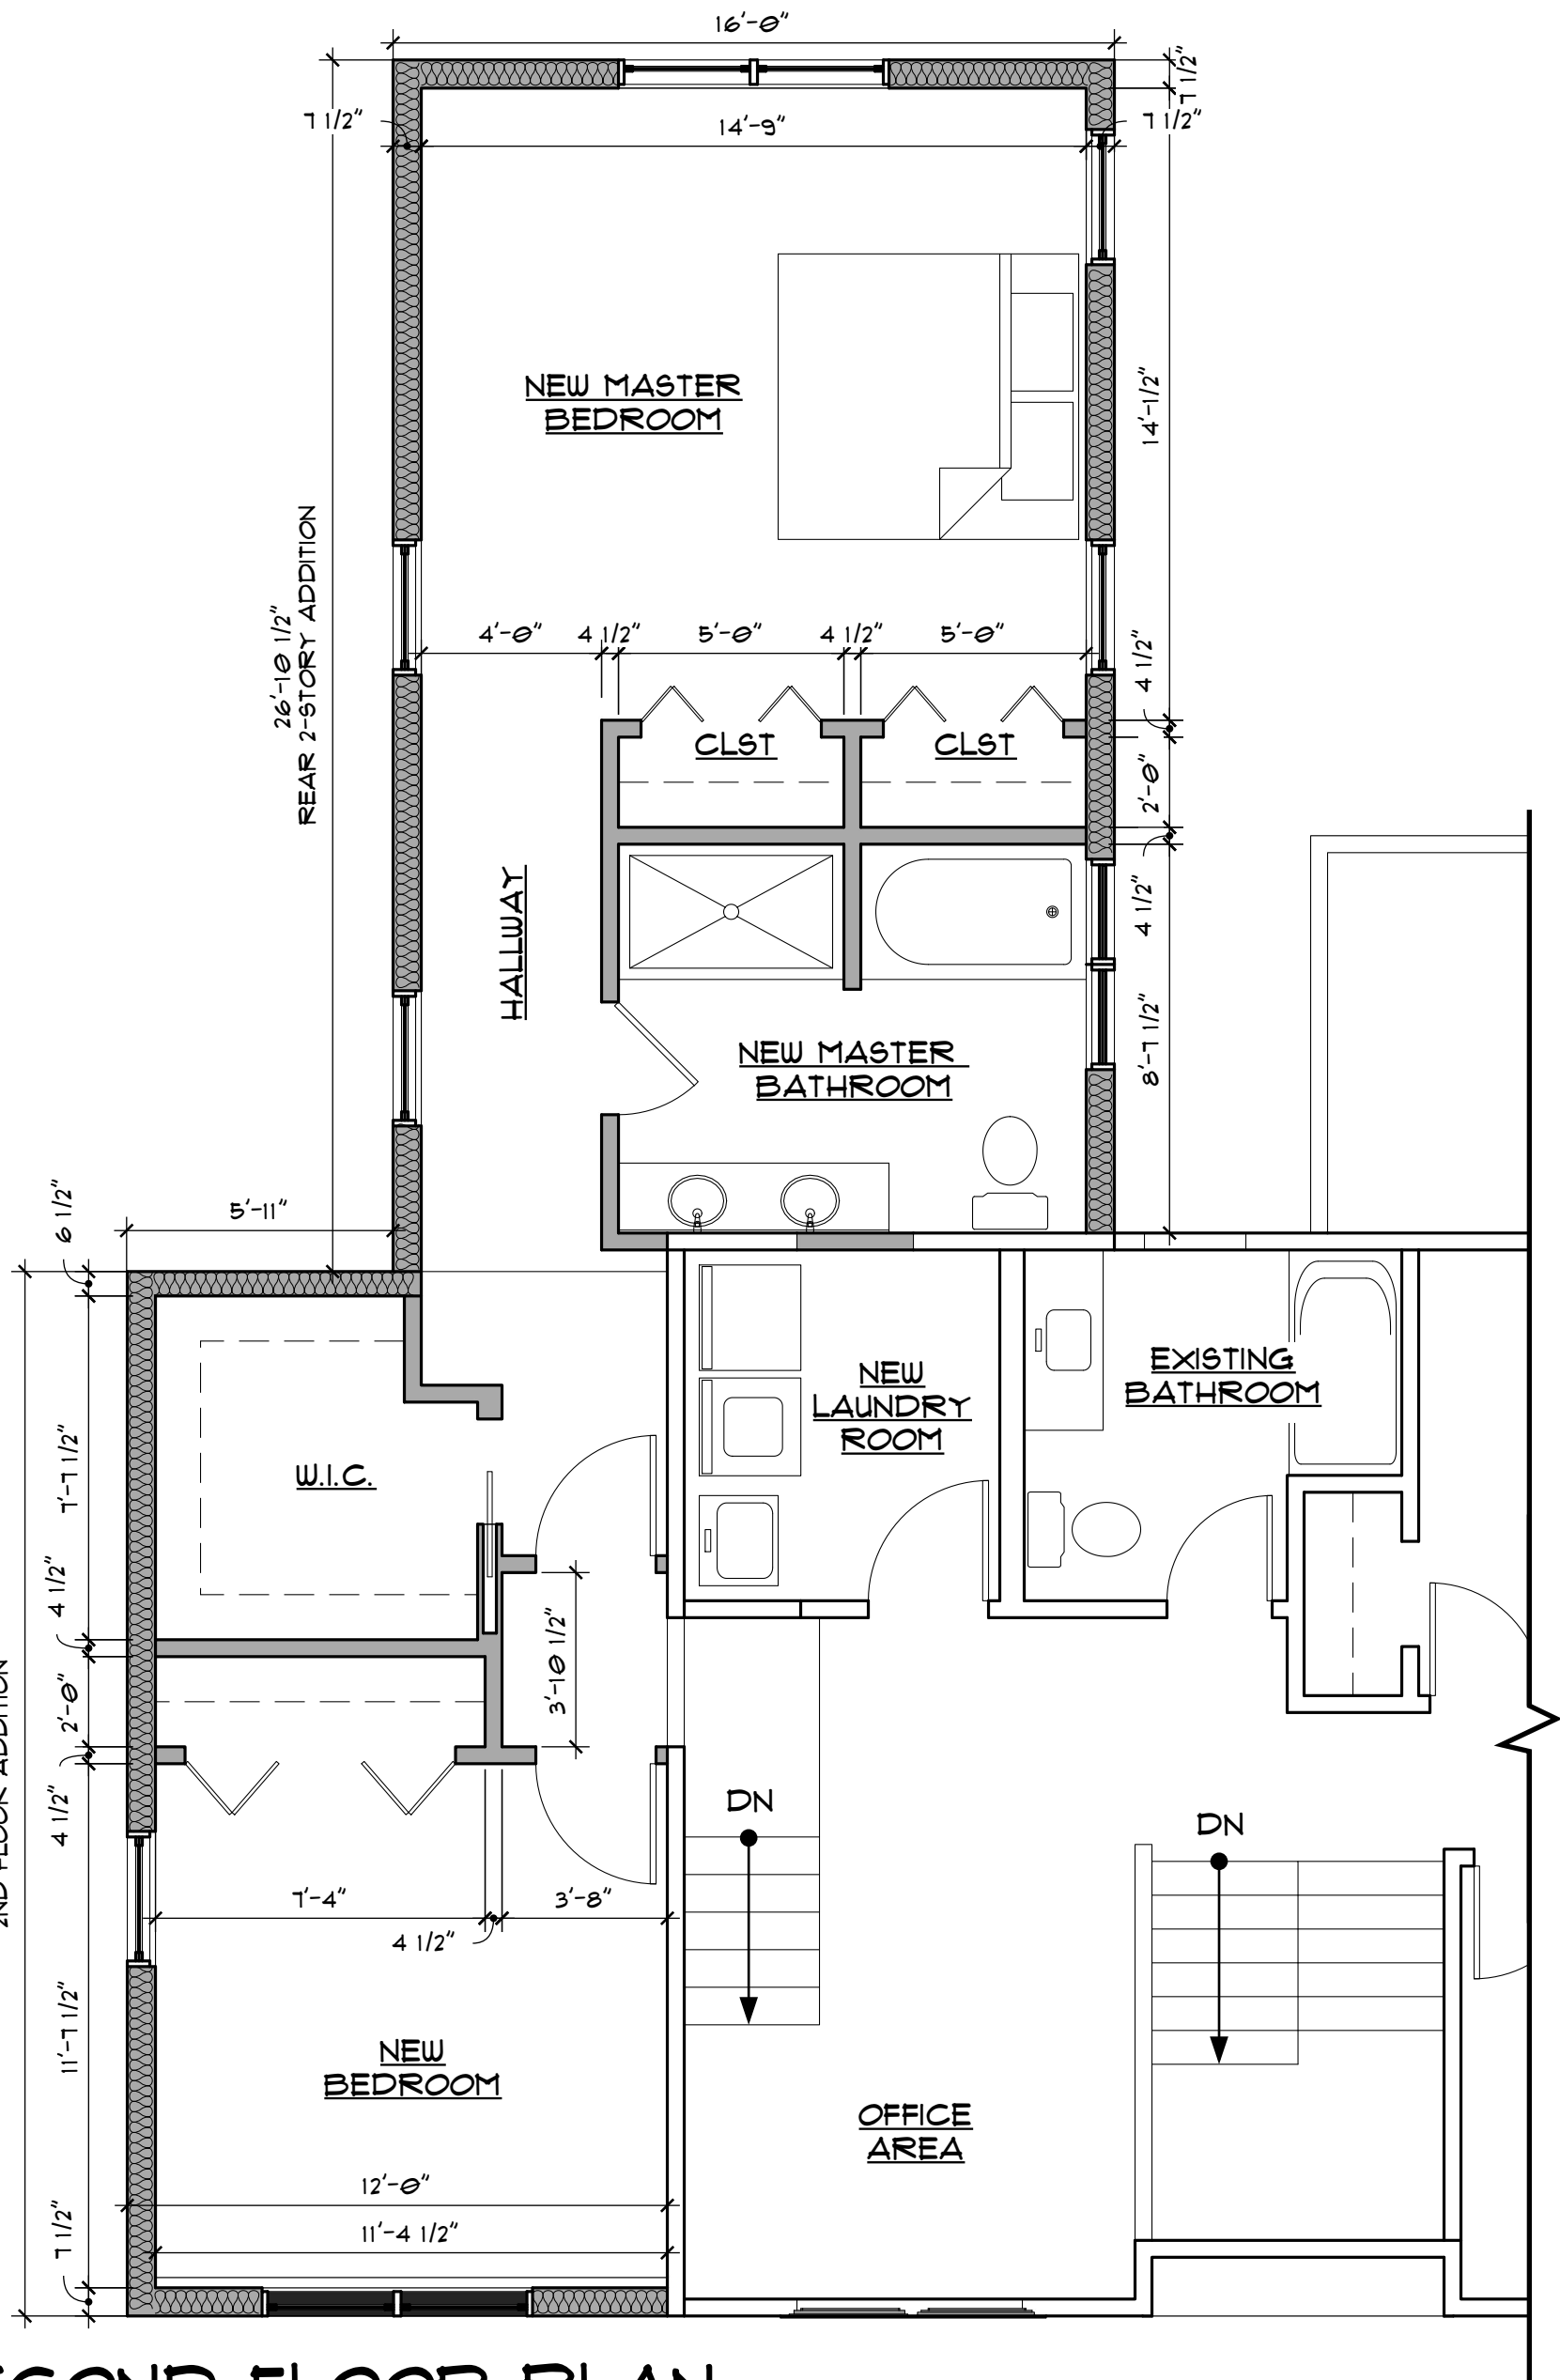 16'-0"
7 1/2"
7 1/2"
14'-9"
7 1/2"
NEW MASTER
BEDROOM
14'-1/2"
26'-10 1/2"
REAR 2-STORY ADDITION
4'-0" 4 1/2" 5'-0" 4 1/2" 5'-0"
4 1/2"
CLST CLST
2'-0"
HALLWAY
4 1/2"
NEW MASTER
BATHROOM
8'-7 1/2"
6 1/2"
5'-11"
NEW
LAUNDRY
ROOM
EXISTING
BATHROOM
7'-7 1/2"
W.I.C.
4 1/2"
3'-10 1/2"
2'-0"
2ND FLOOR ADDITION
4 1/2"
DN
DN
7'-4"
3'-8"
4 1/2"
11'-7 1/2"
NEW
BEDROOM
OFFICE
AREA
12'-0"
7 1/2"
11'-4 1/2"
FLOOR PLAN